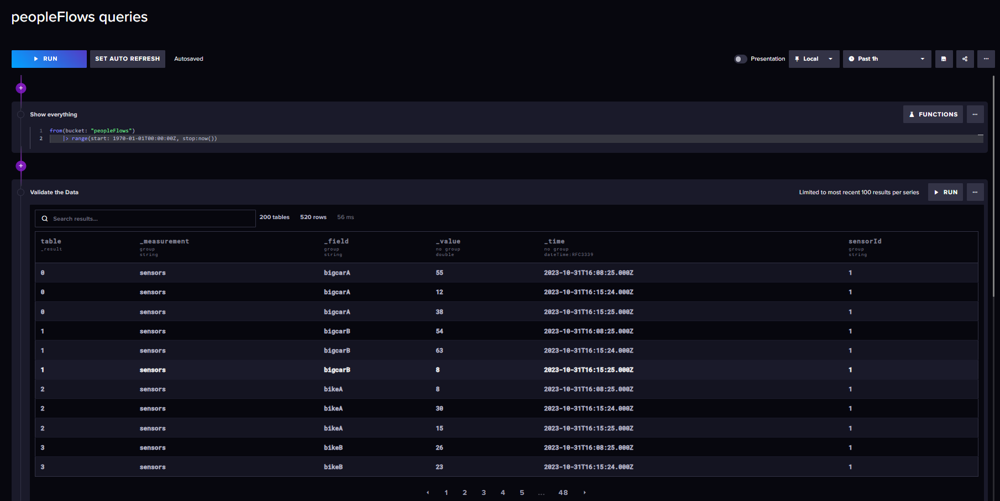 peopleFlows queries
RUN SET AUTO REFRESH Autosaved Presentation Local Past 1h
Show everything FUNCTIONS
1 from(bucket: "peopleFlows")
2 |> range(start: 1970-01-01T00:00:00Z, stop:now())
Validate the Data Limited to most recent 100 results per series RUN
Search results... 200 tables 520 rows 56 ms
table _measurement _field _value _time sensorId
_result group group no group no group group
string string double dateTime:RFC3339 string
0 sensors bigcarA 55 2023-10-31T16:08:25.000Z 1
0 sensors bigcarA 12 2023-10-31T16:15:24.000Z 1
0 sensors bigcarA 38 2023-10-31T16:15:25.000Z 1
1 sensors bigcarB 54 2023-10-31T16:08:25.000Z 1
1 sensors bigcarB 63 2023-10-31T16:15:24.000Z 1
1 sensors bigcarB 8 2023-10-31T16:15:25.000Z 1
2 sensors bikeA 8 2023-10-31T16:08:25.000Z 1
2 sensors bikeA 30 2023-10-31T16:15:24.000Z 1
2 sensors bikeA 15 2023-10-31T16:15:25.000Z 1
3 sensors bikeB 26 2023-10-31T16:08:25.000Z 1
3 sensors bikeB 23 2023-10-31T16:15:24.000Z 1
1 2 3 4 5 ... 48